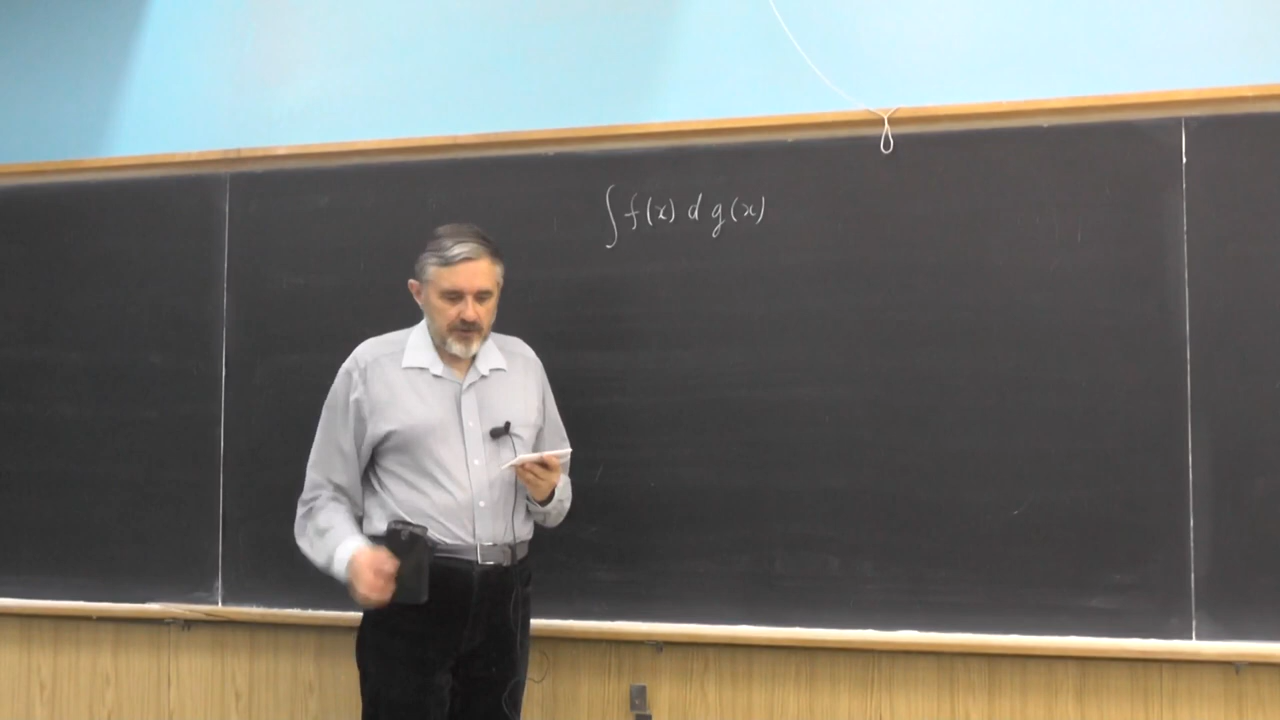 ∫ f(x) d g(x)